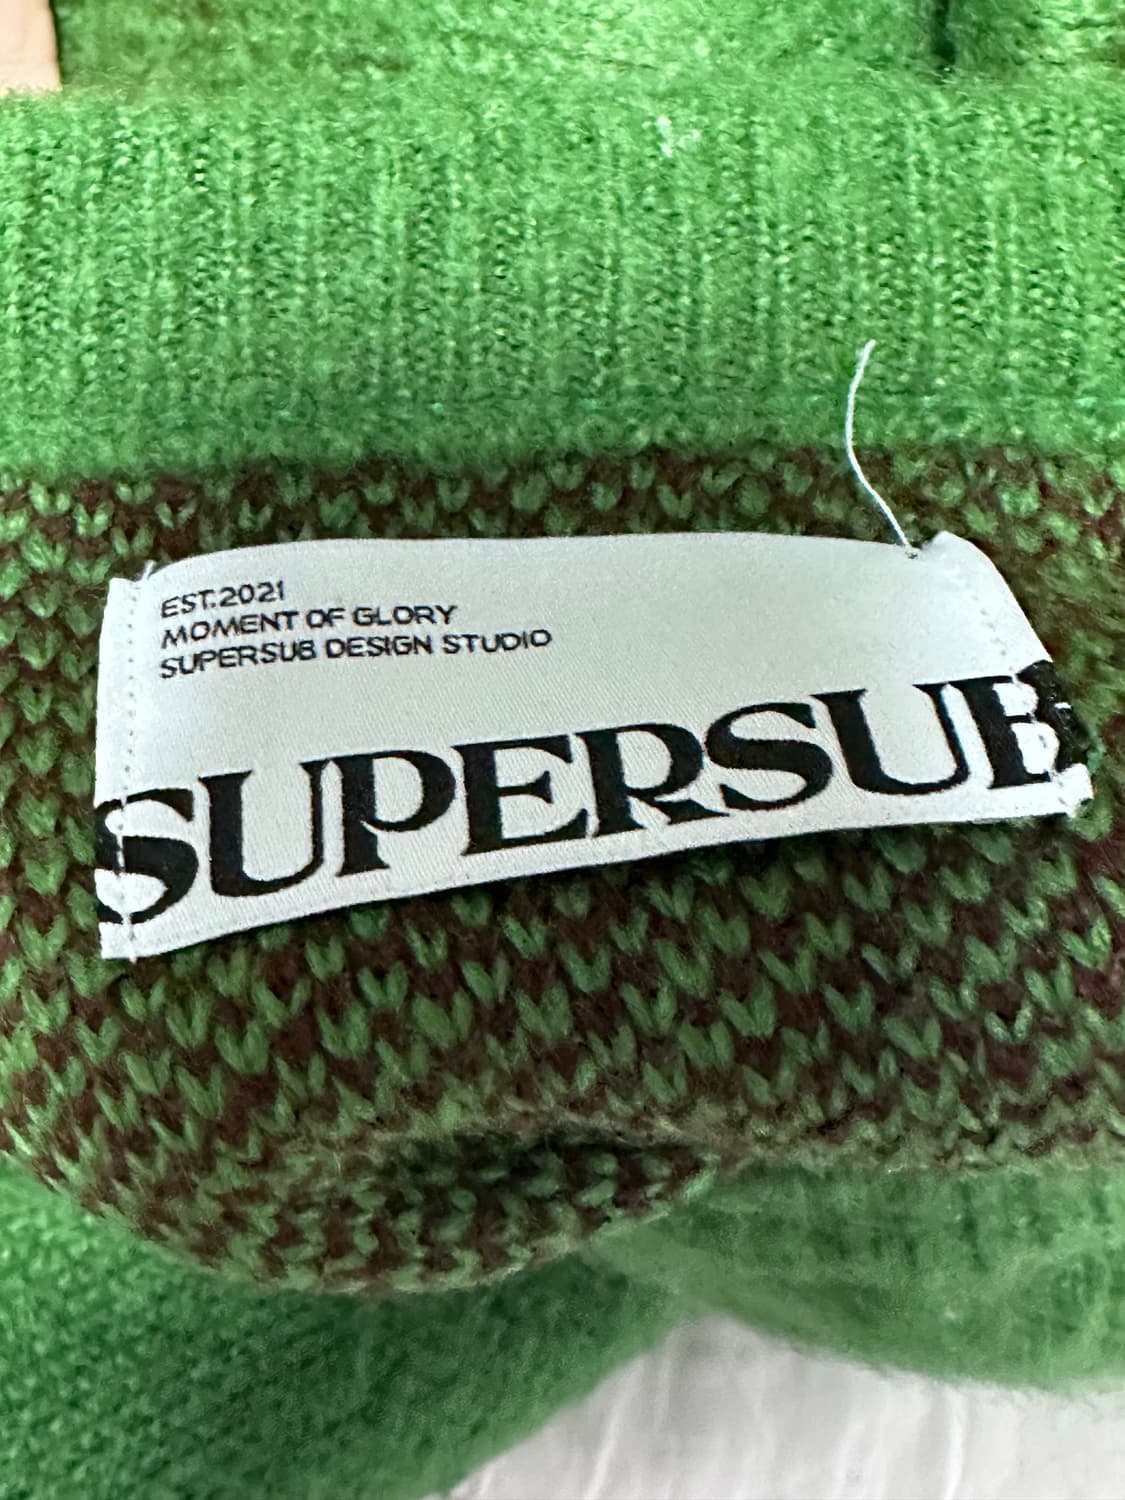 EST.2021
MOMENT OF GLORY
SUPERSUB DESIGN STUDIO
SUPERSUB